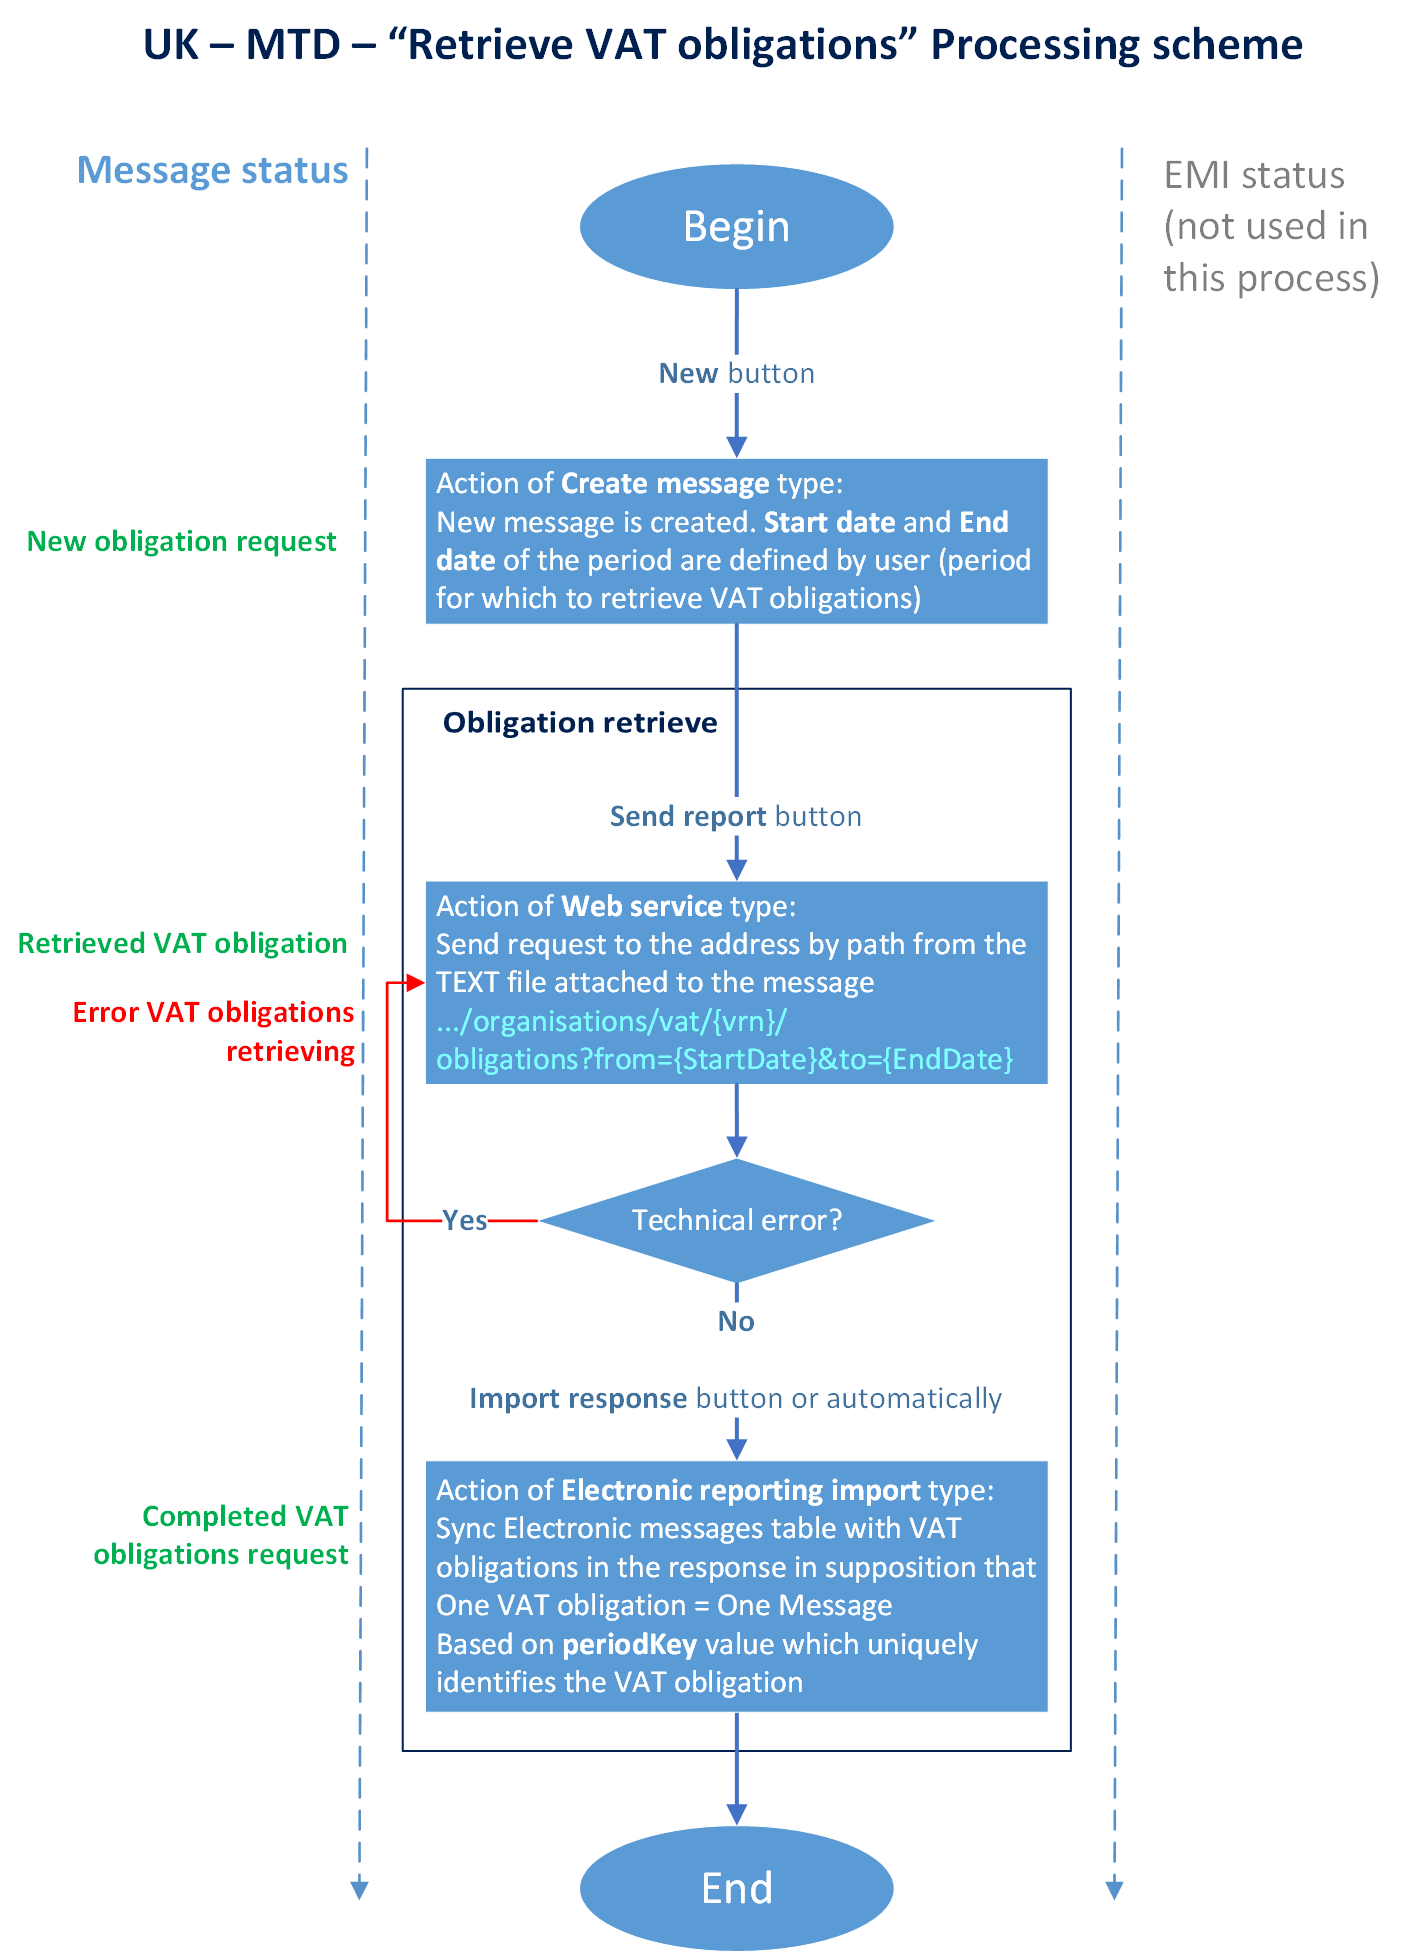 UK – MTD – “Retrieve VAT obligations” Processing scheme
Message status
EMI status
(not used in
this process)
Begin
New button
New obligation request
Action of Create message type:
New message is created. Start date and End
date of the period are defined by user (period
for which to retrieve VAT obligations)
Obligation retrieve
Send report button
Retrieved VAT obligation
Error VAT obligations
retrieving
Action of Web service type:
Send request to the address by path from the
TEXT file attached to the message
.../organisations/vat/{vrn}/
obligations?from={StartDate}&to={EndDate}
Technical error?
Yes
No
Import response button or automatically
Completed VAT
obligations request
Action of Electronic reporting import type:
Sync Electronic messages table with VAT
obligations in the response in supposition that
One VAT obligation = One Message
Based on periodKey value which uniquely
identifies the VAT obligation
End